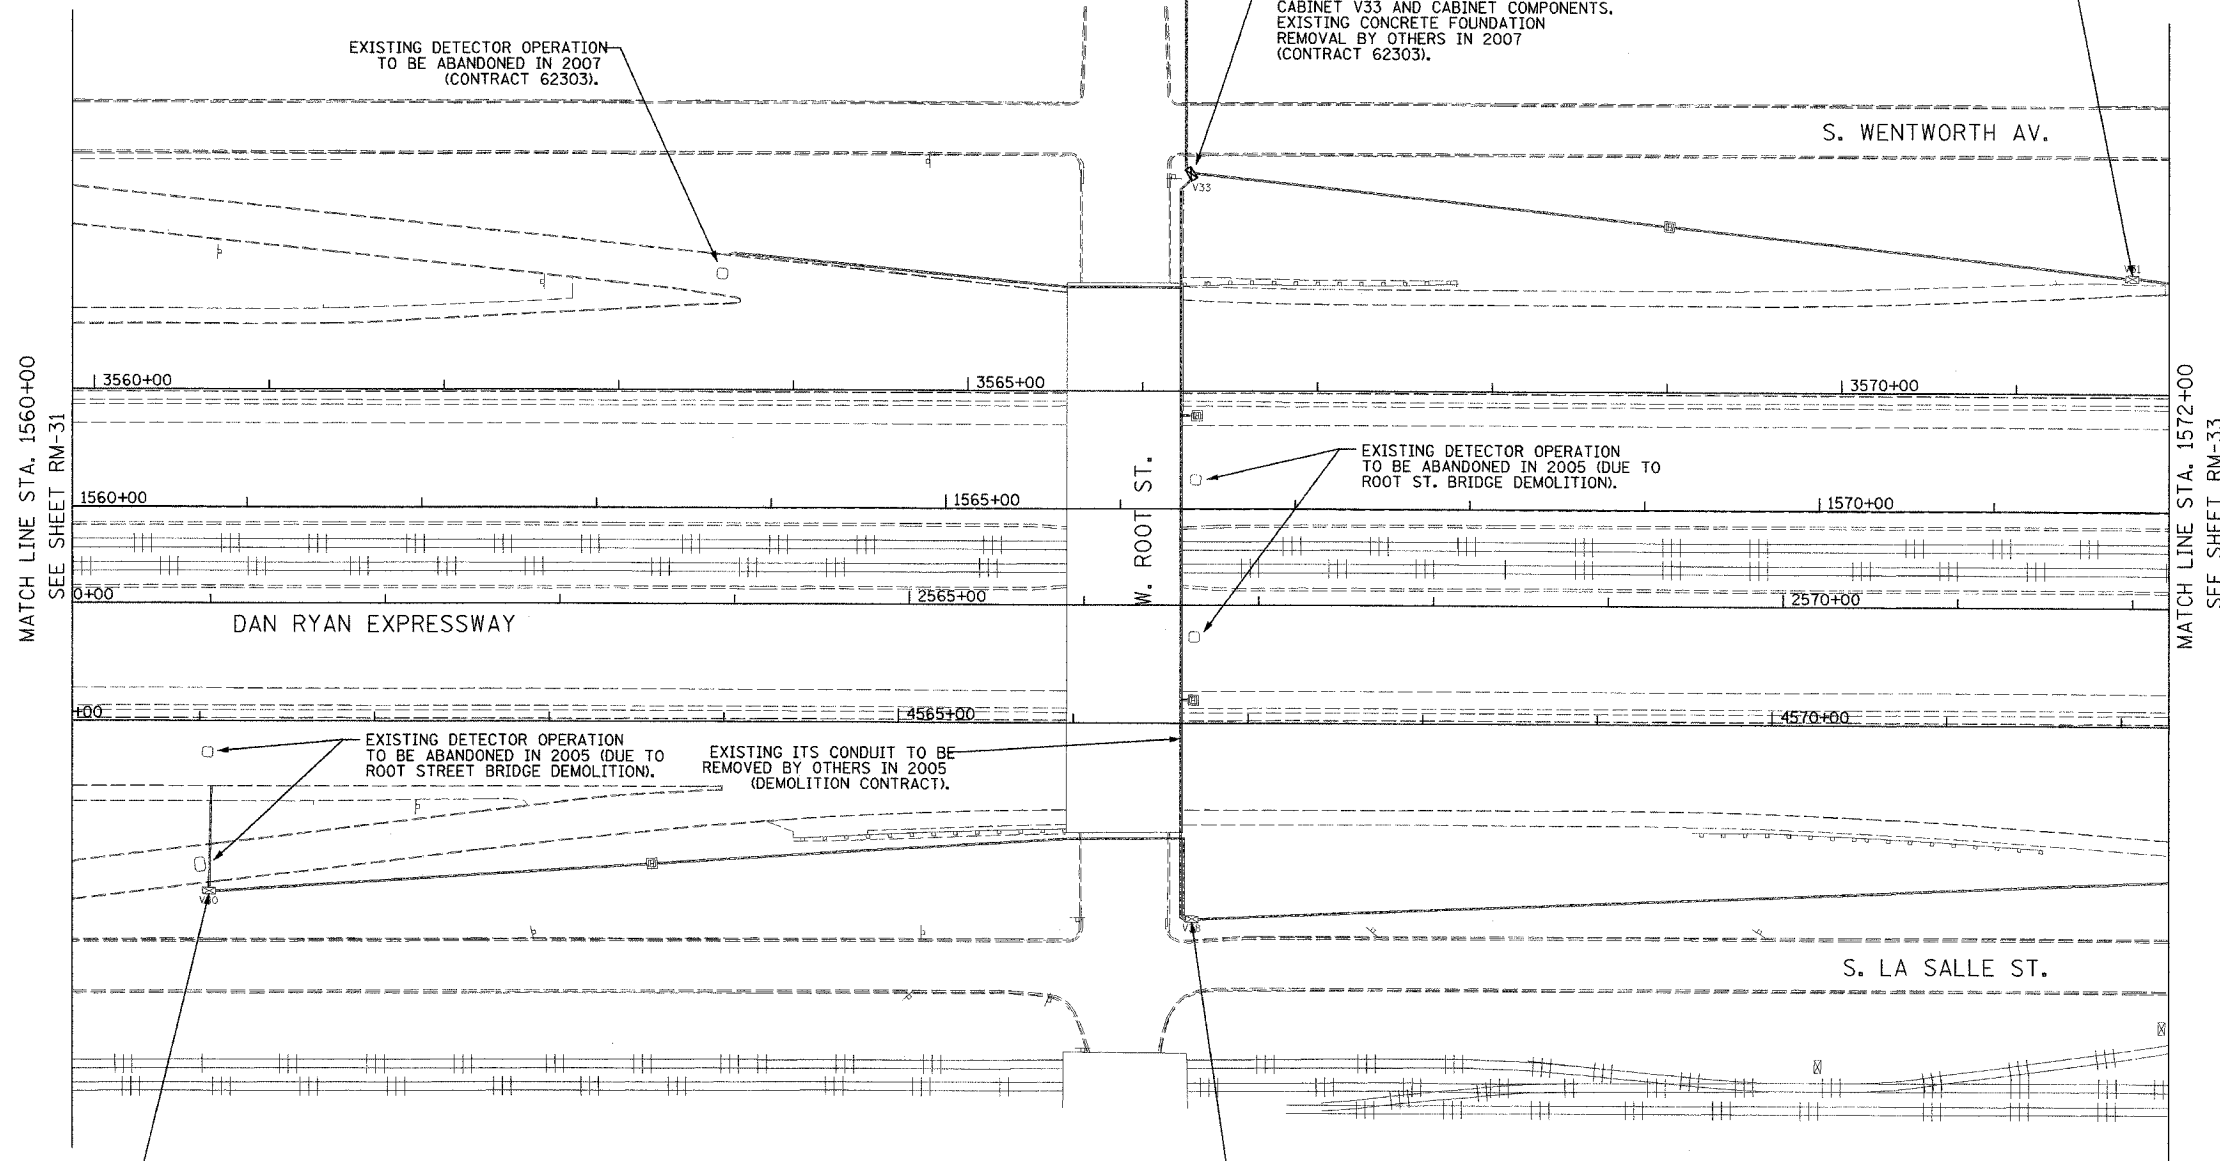 CABINET V33 AND CABINET COMPONENTS.
EXISTING CONCRETE FOUNDATION
REMOVAL BY OTHERS IN 2007
(CONTRACT 62303).
EXISTING DETECTOR OPERATION
TO BE ABANDONED IN 2007
(CONTRACT 62303).
S. WENTWORTH AV.
V33
MATCH LINE STA. 1560+00
SEE SHEET RM-31
3560+00
3565+00
3570+00
EXISTING DETECTOR OPERATION
TO BE ABANDONED IN 2005 (DUE TO
ROOT ST. BRIDGE DEMOLITION).
W. ROOT ST.
1560+00
1565+00
1570+00
0+00
2565+00
2570+00
DAN RYAN EXPRESSWAY
+00
4565+00
4570+00
EXISTING DETECTOR OPERATION
TO BE ABANDONED IN 2005 (DUE TO
ROOT STREET BRIDGE DEMOLITION).
EXISTING ITS CONDUIT TO BE
REMOVED BY OTHERS IN 2005
(DEMOLITION CONTRACT).
S. LA SALLE ST.
MATCH LINE STA. 1572+00
SEE SHEET RM-33